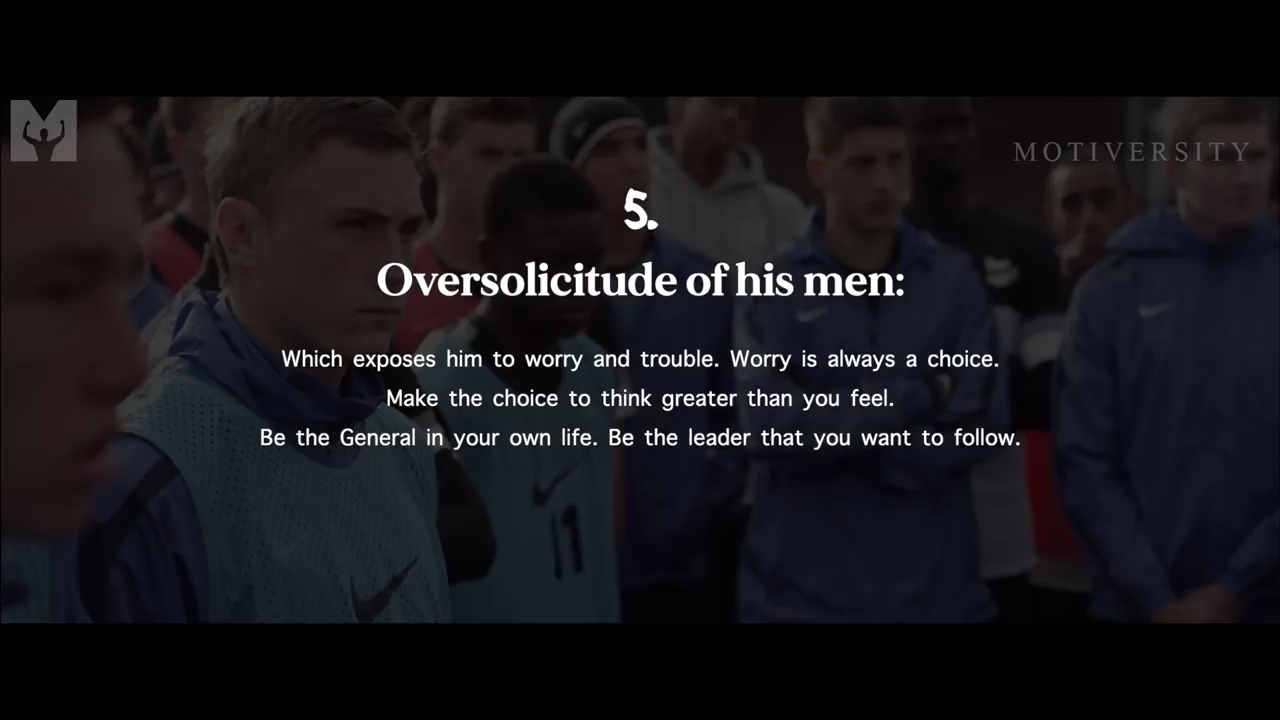 MOTIVERSITY
5.
Oversolicitude of his men:
Which exposes him to worry and trouble. Worry is always a choice.
Make the choice to think greater than you feel.
Be the General in your own life. Be the leader that you want to follow.
11